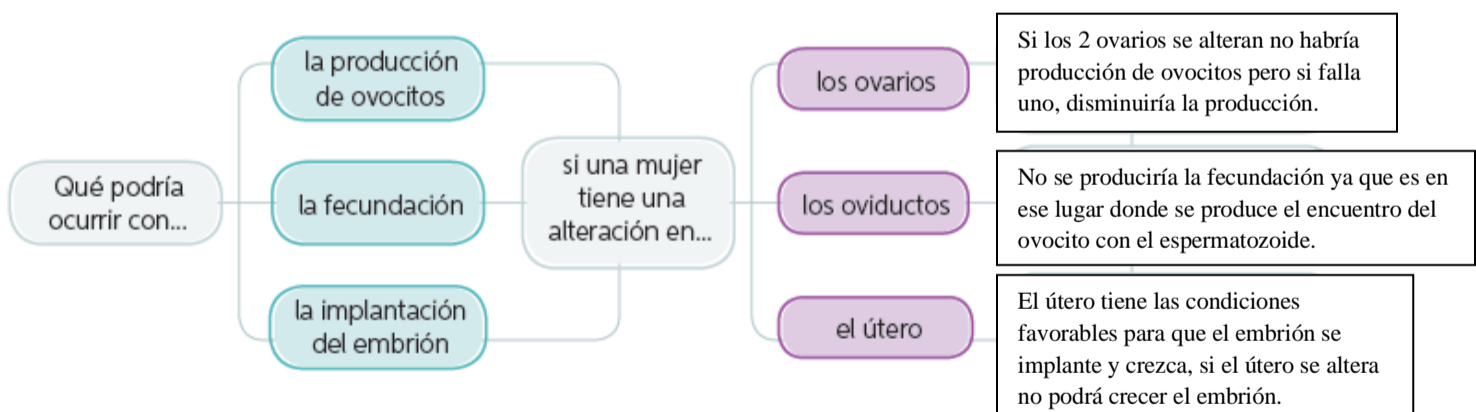 Qué podría
ocurrir con...
la producción
de ovocitos
la fecundación
la implantación
del embrión
si una mujer
tiene una
alteración en...
los ovarios
Si los 2 ovarios se alteran no habría
producción de ovocitos pero si falla
uno, disminuiría la producción.
los oviductos
No se produciría la fecundación ya que es en
ese lugar donde se produce el encuentro del
ovocito con el espermatozoide.
el útero
El útero tiene las condiciones
favorables para que el embrión se
implante y crezca, si el útero se altera
no podrá crecer el embrión.